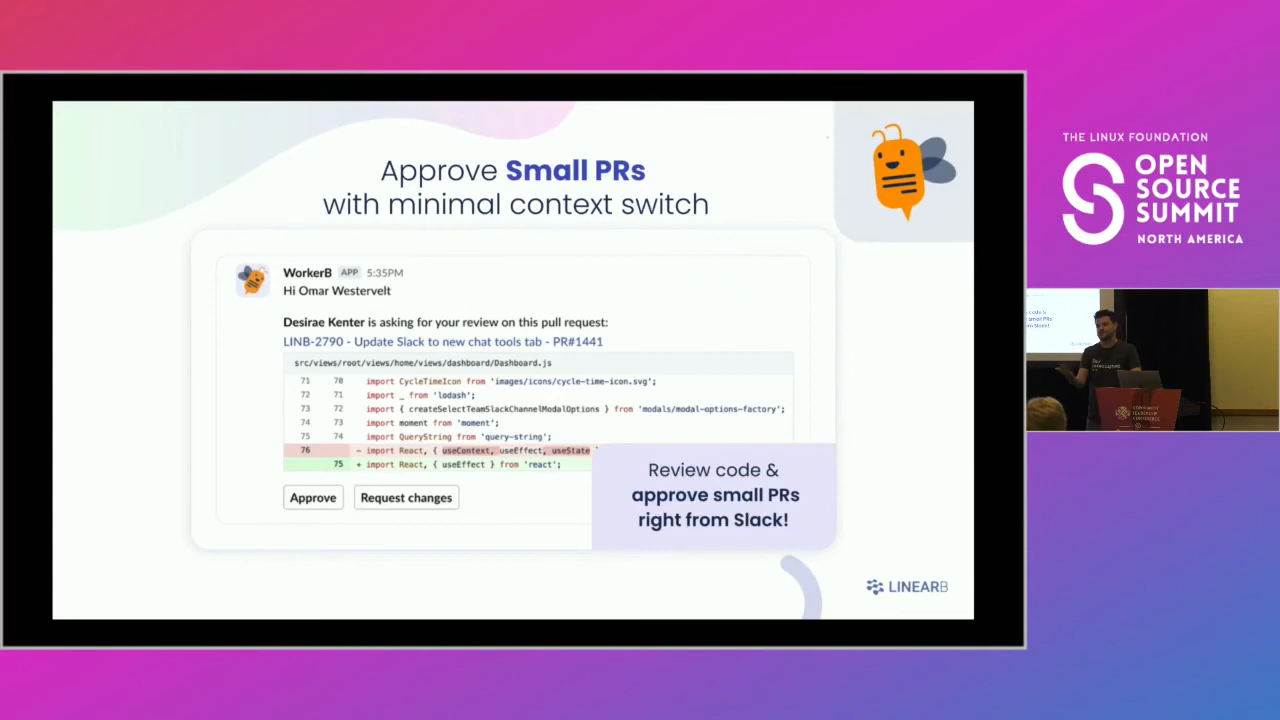 Approve Small PRs
with minimal context switch
WorkerB APP 5:35PM
Hi Omar Westervelt
Desirae Kenter is asking for your review on this pull request:
LINB-2790 - Update Slack to new chat tools tab - PR#1441
src/views/root/views/home/views/dashboard/Dashboard.js
71 70 import CycleTimeIcon from 'images/icons/cycle-time-icon.svg';
72 71 import _ from 'lodash';
73 72 import { createSelectTeamSlackChannelModalOptions } from 'modals/modal-options-factory';
74 73 import moment from 'moment';
75 74 import QueryString from 'query-string';
76 - import React, { useContext, useEffect, useState
75 + import React, { useEffect } from 'react';
Approve Request changes
Review code &
approve small PRs
right from Slack!
LINEARB
THE LINUX FOUNDATION
OPEN
SOURCE
SUMMIT
NORTH AMERICA